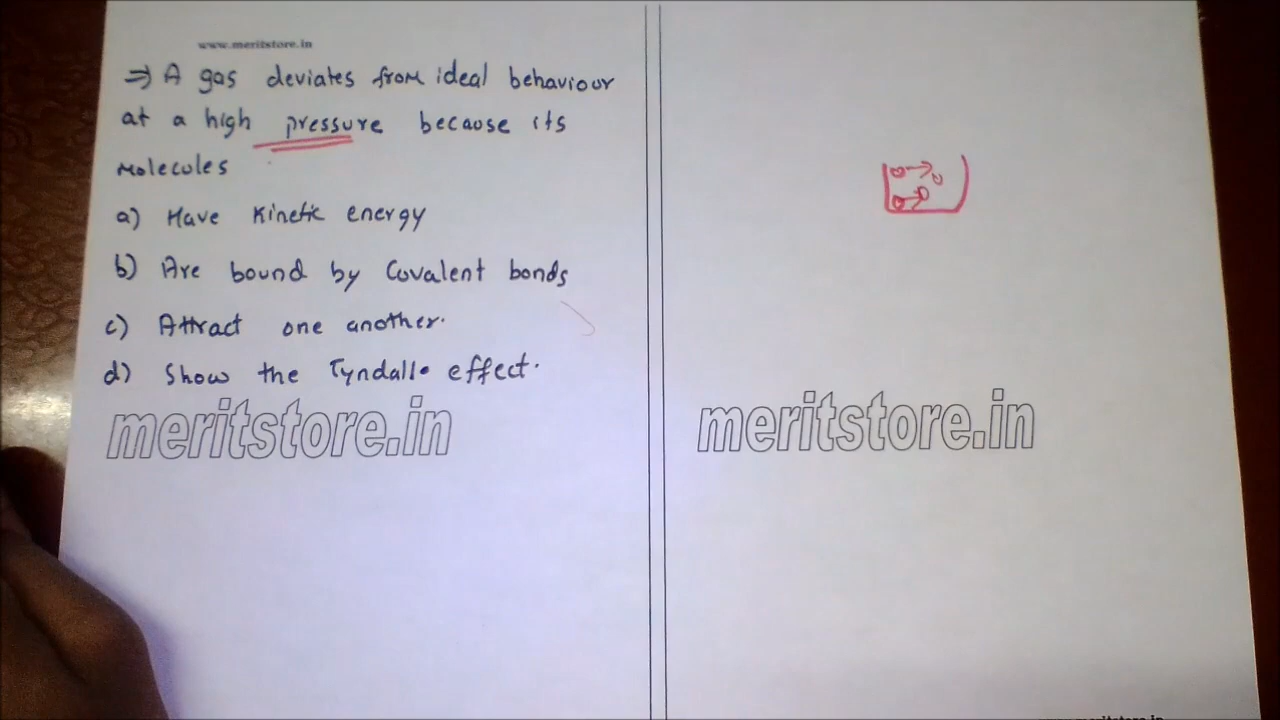 www.meritstore.in
⇒ A gas deviates from ideal behaviour
at a high pressure because its
Molecules
a) Have Kinetic energy
b) Are bound by Covalent bonds
c) Attract one another.
d) Show the Tyndall effect.
meritstore.in
meritstore.in